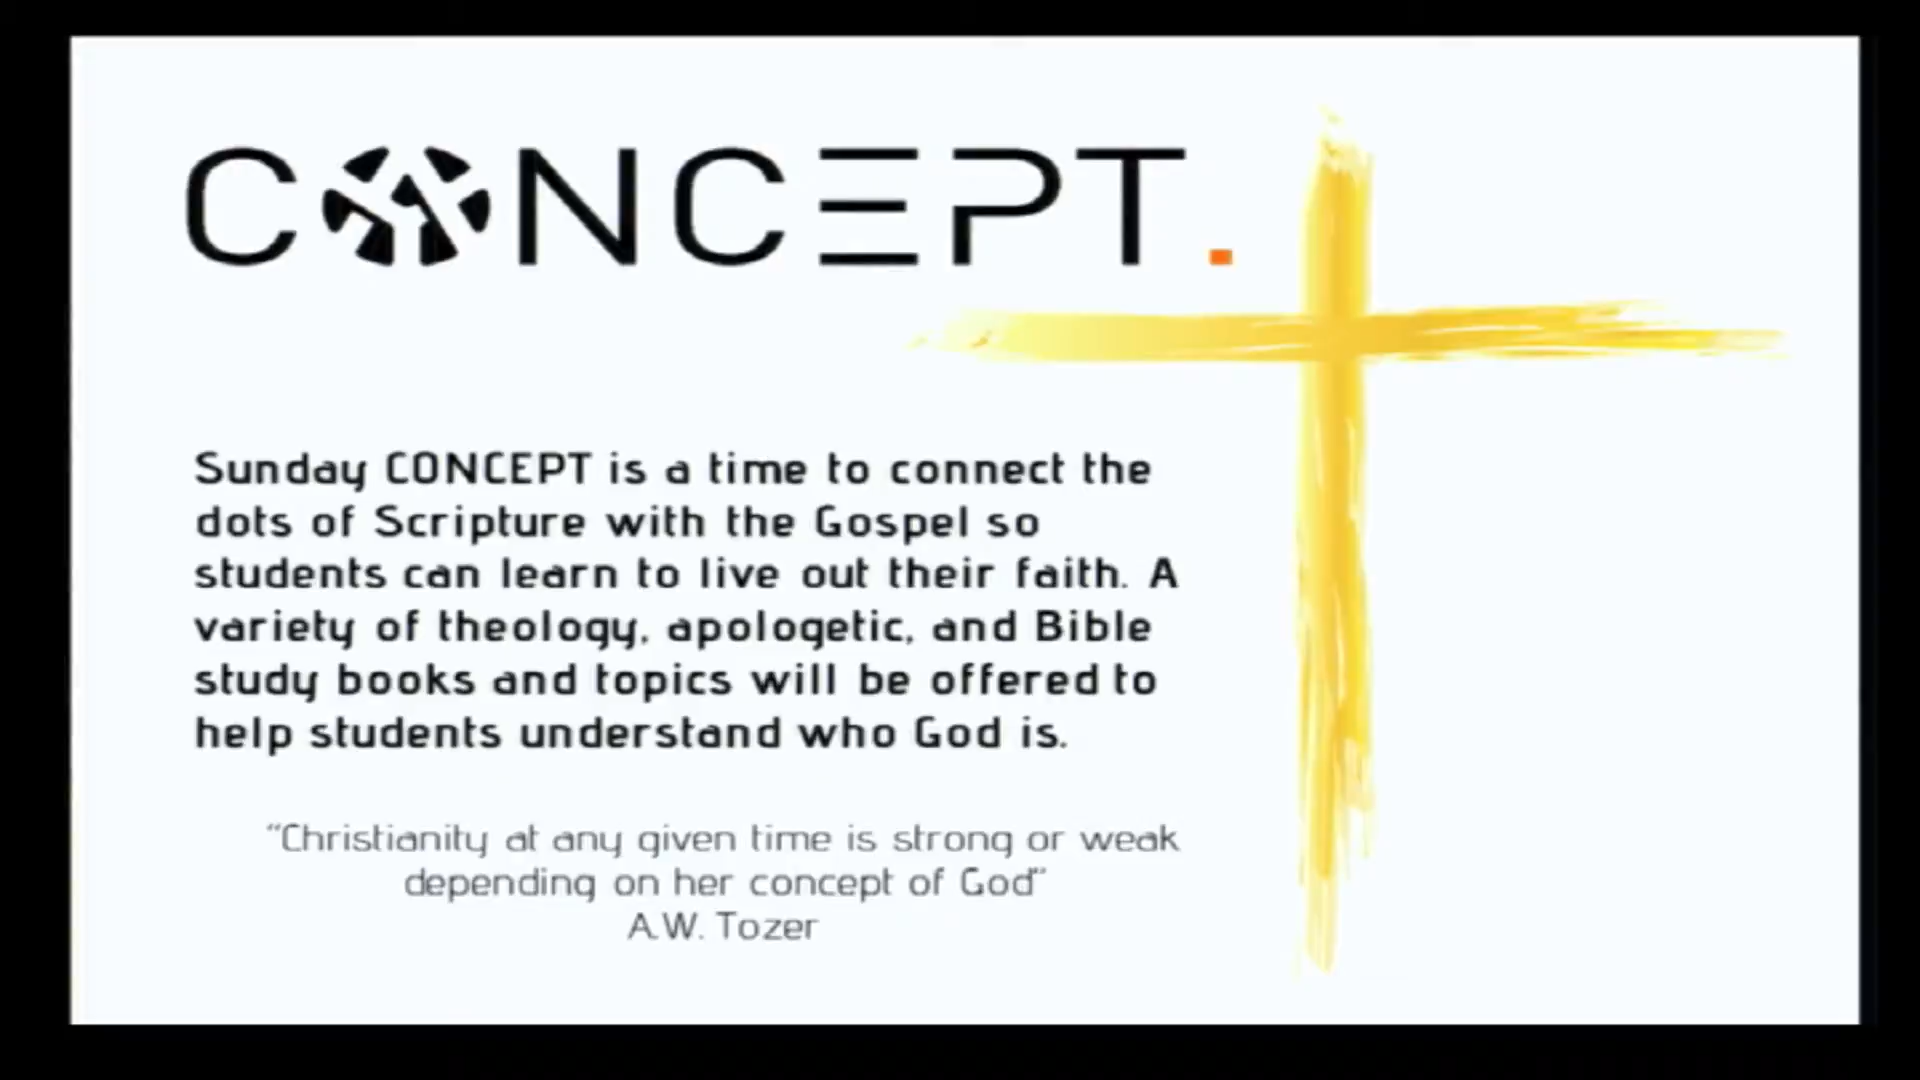 CONCEPT.
Sunday CONCEPT is a time to connect the
dots of Scripture with the Gospel so
students can learn to live out their faith. A
variety of theology, apologetic, and Bible
study books and topics will be offered to
help students understand who God is.
“Christianity at any given time is strong or weak
depending on her concept of God”
A.W. Tozer